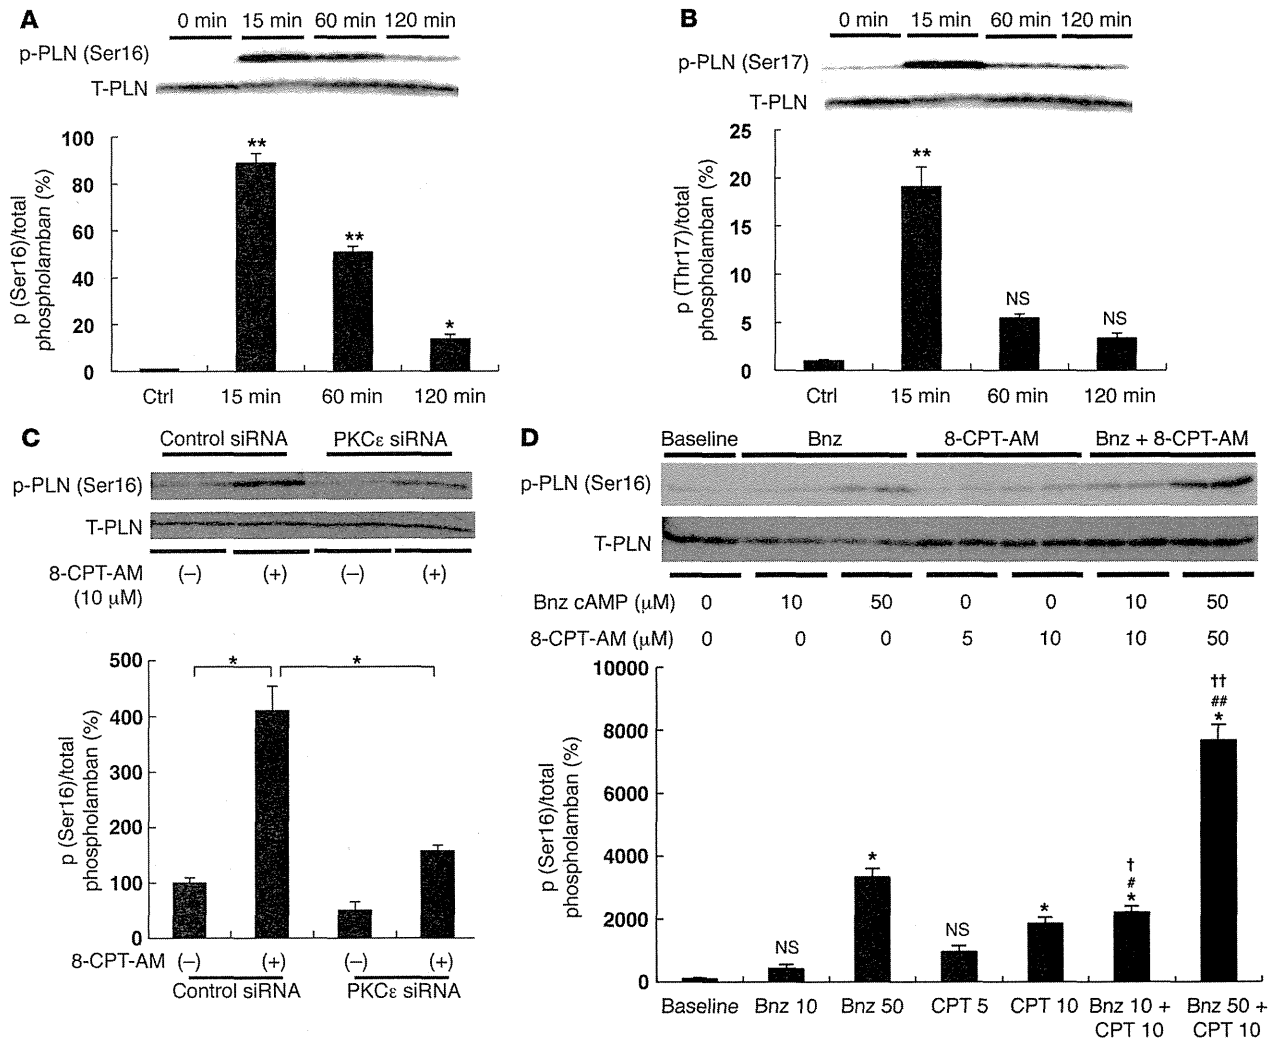 A
0 min 15 min 60 min 120 min
p-PLN (Ser16)
T-PLN
p (Ser16)/total
phospholamban (%)
100
80
60
40
20
0
**
**
*
Ctrl 15 min 60 min 120 min
B
0 min 15 min 60 min 120 min
p-PLN (Ser17)
T-PLN
p (Thr17)/total
phospholamban (%)
25
20
15
10
5
0
**
NS
NS
Ctrl 15 min 60 min 120 min
C
Control siRNA PKCε siRNA
p-PLN (Ser16)
T-PLN
8-CPT-AM (–) (+) (–) (+)
(10 μM)
p (Ser16)/total
phospholamban (%)
500
400
300
200
100
0
* *
8-CPT-AM (–) (+) (–) (+)
Control siRNA PKCε siRNA
D
Baseline Bnz 8-CPT-AM Bnz + 8-CPT-AM
p-PLN (Ser16)
T-PLN
Bnz cAMP (μM) 0 10 50 0 0 10 50
8-CPT-AM (μM) 0 0 0 5 10 10 50
p (Ser16)/total
phospholamban (%)
10000
8000
6000
4000
2000
0
NS
*
NS
*
†
#
*
††
##
*
Baseline Bnz 10 Bnz 50 CPT 5 CPT 10 Bnz 10 + Bnz 50 +
CPT 10 CPT 10